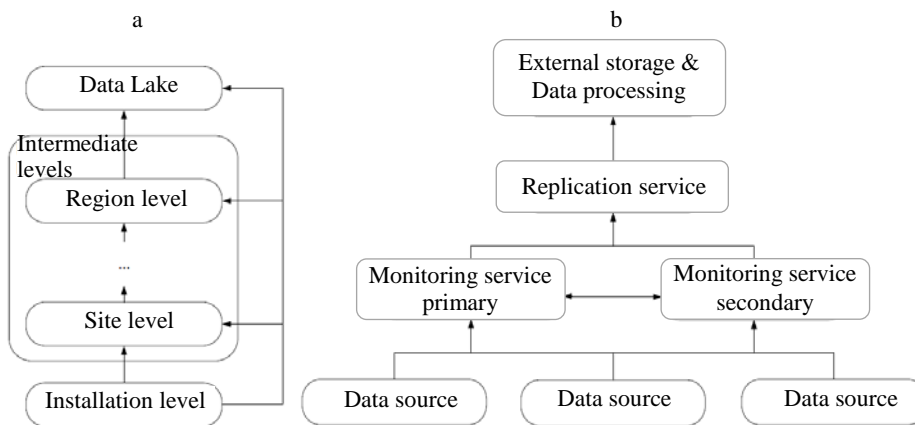 a
Data Lake
Intermediate
levels
Region level
...
Site level
Installation level
b
External storage &
Data processing
Replication service
Monitoring service
primary
Monitoring service
secondary
Data source
Data source
Data source